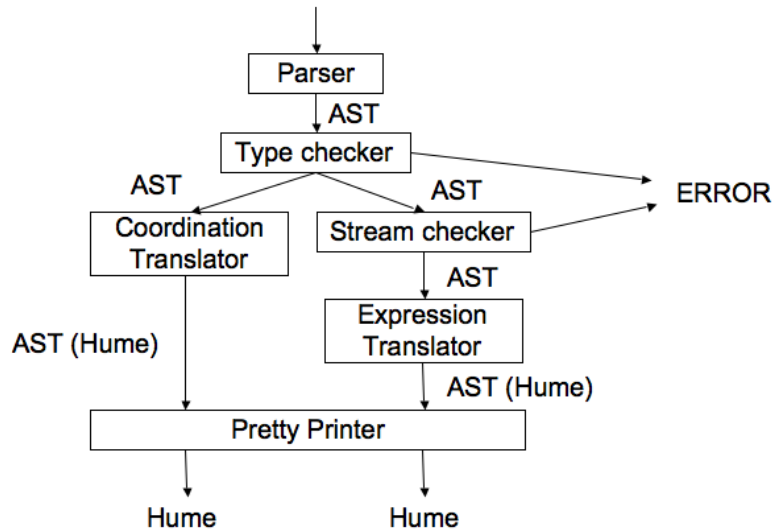 Parser
AST
Type checker
AST
AST
ERROR
Coordination
Translator
Stream checker
AST
Expression
Translator
AST (Hume)
AST (Hume)
Pretty Printer
Hume
Hume